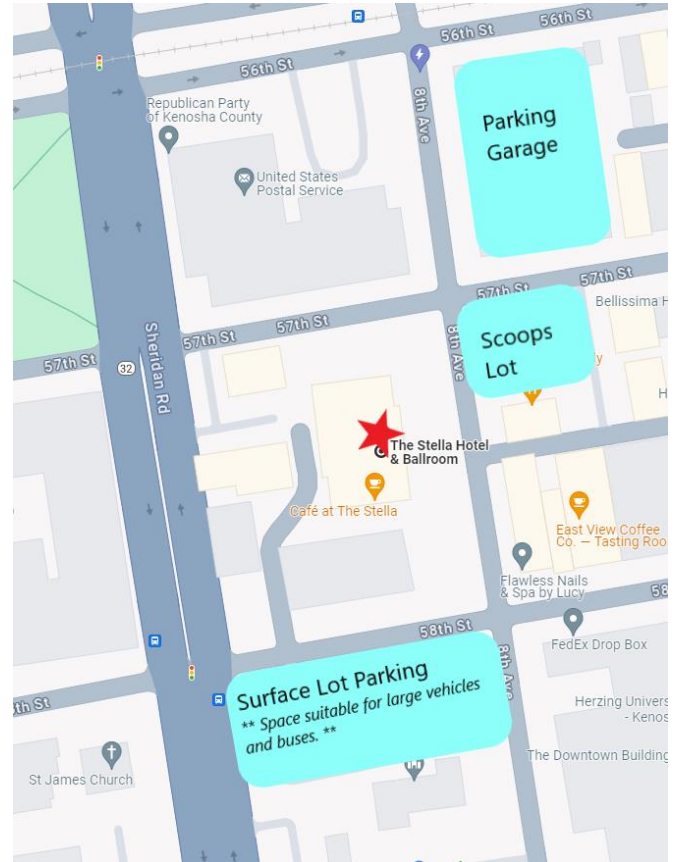 56th St
56th St
Republican Party
of Kenosha County
8th Ave
Parking
Garage
United States
Postal Service
57th St
Bellissima
57th St
57th St
57th St
Sheridan Rd
32
8th Ave
Scoops
Lot
y
H
The Stella Hotel
& Ballroom
Café at The Stella
East View Coffee
Co. — Tasting Roo
Flawless Nails
& Spa by Lucy
58
58th St
FedEx Drop Box
8th Ave
Surface Lot Parking
** Space suitable for large vehicles
and buses. **
Herzing Univers
- Kenos
th St
The Downtown Building
St James Church